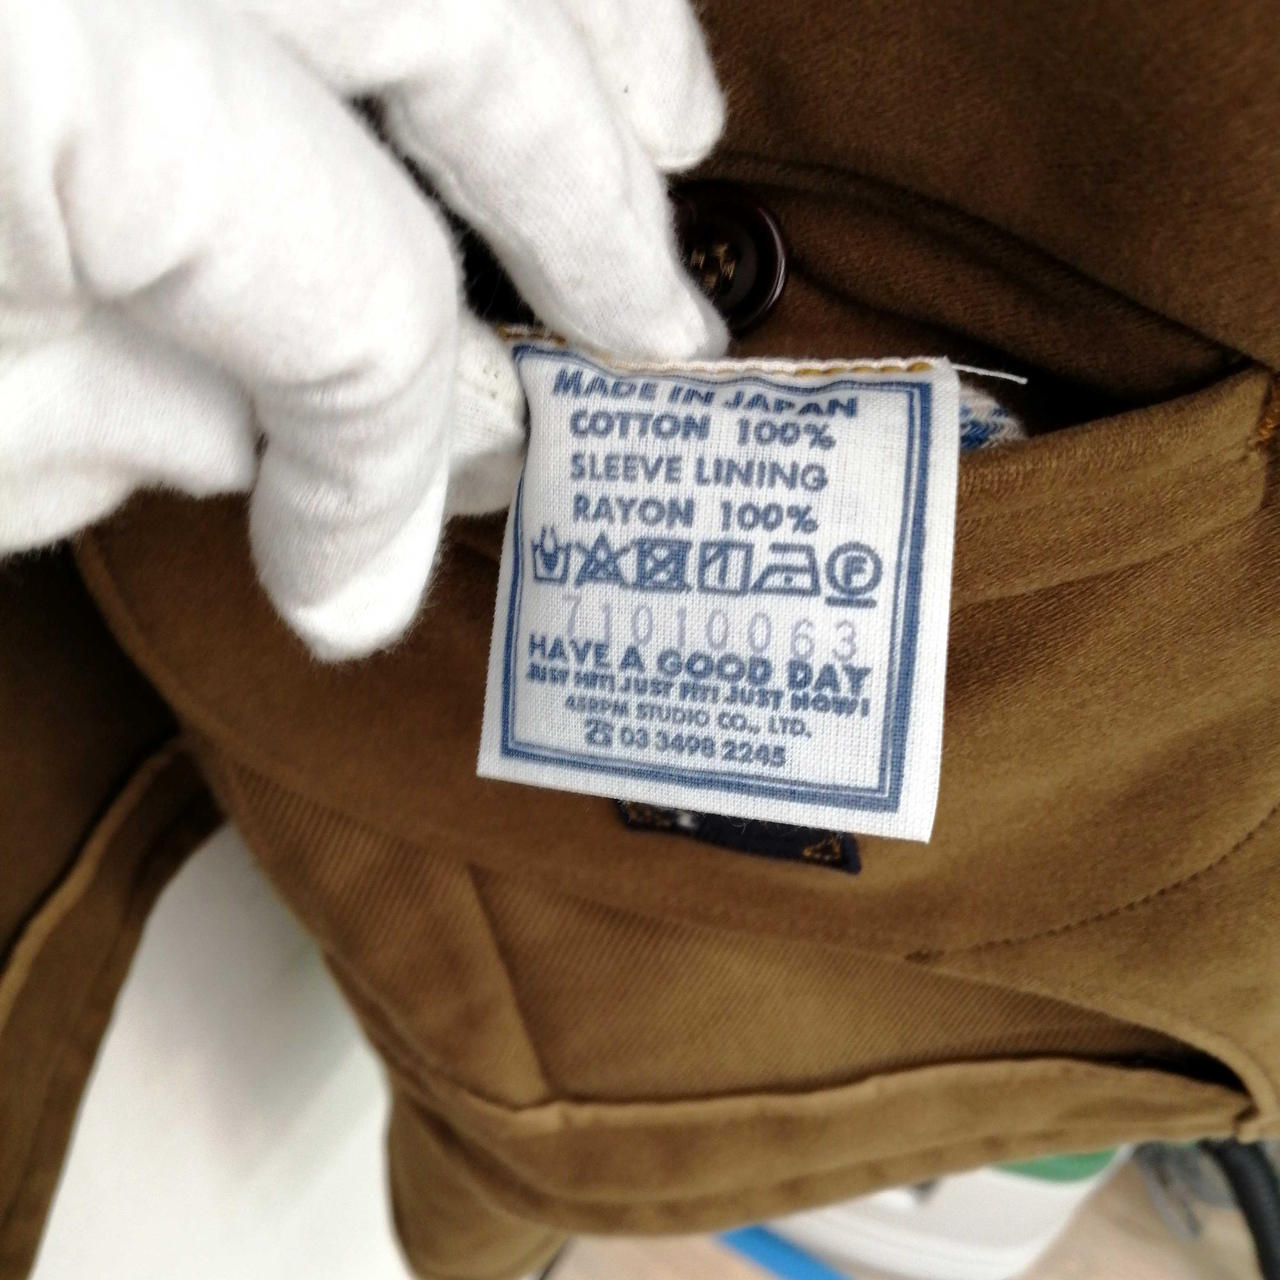 MADE IN JAPAN
COTTON 100%
SLEEVE LINING
RAYON 100%
F
71010063
HAVE A GOOD DAY
JUST HIT! JUST FIT! JUST NOW!
45RPM STUDIO CO., LTD.
☎ 03 3498 2245